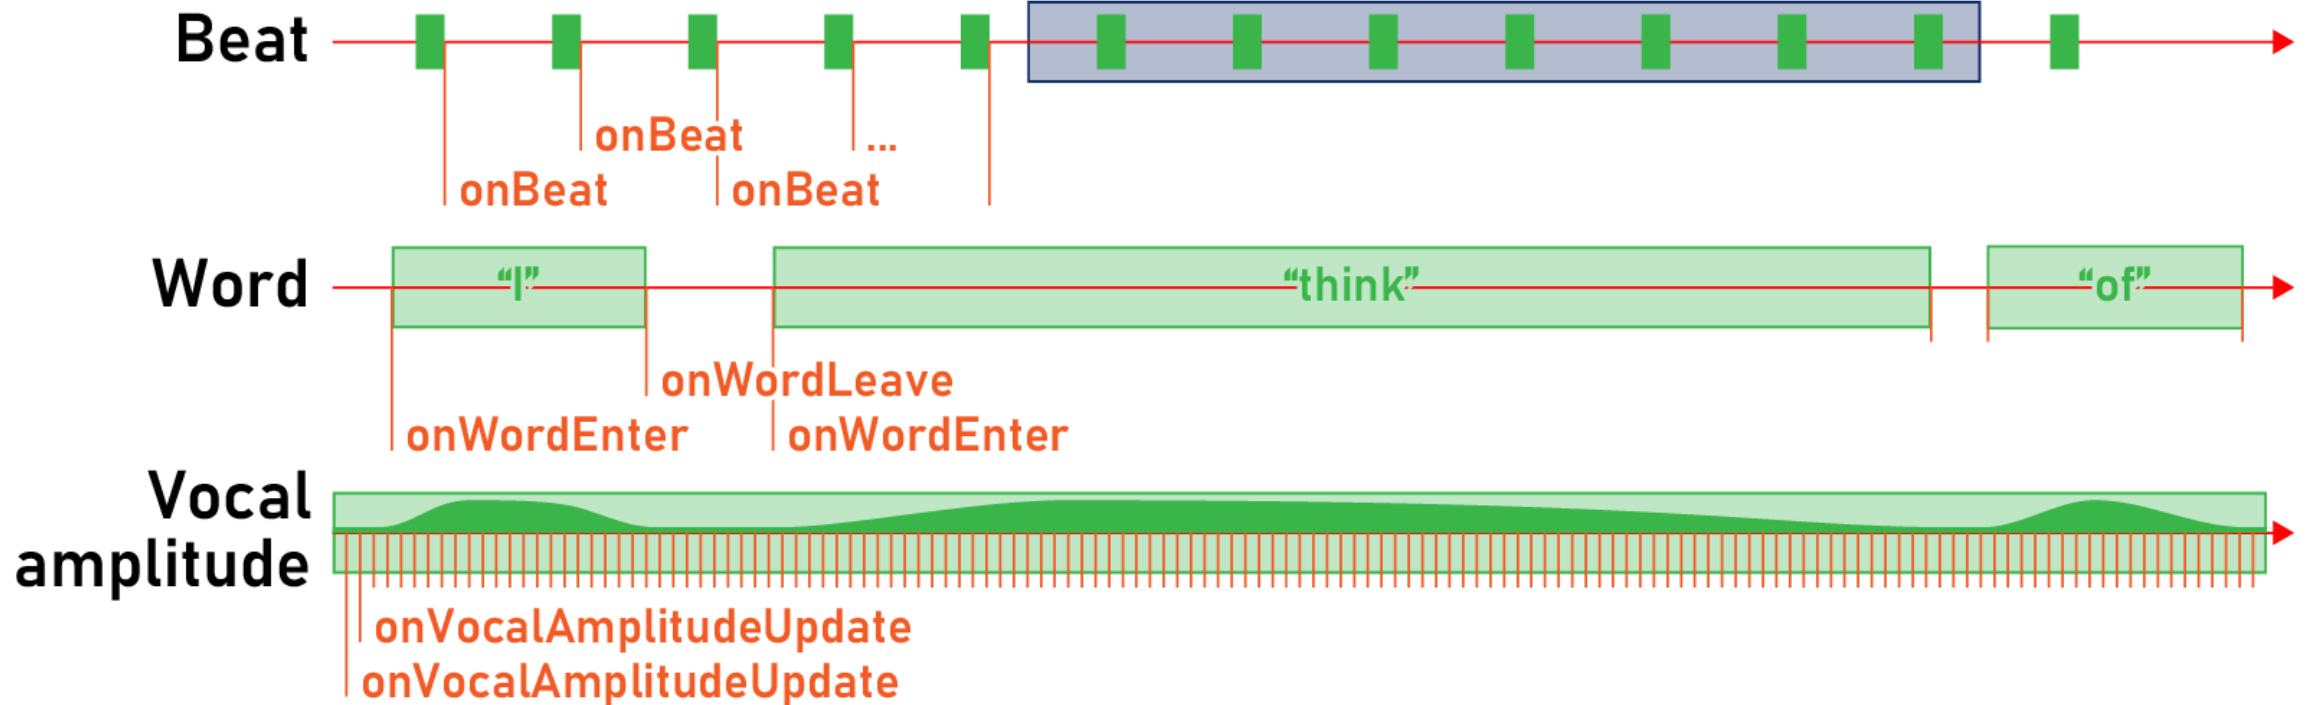 Beat
onBeat
...
onBeat
onBeat
Word
“I”
“think”
“of”
onWordLeave
onWordEnter
onWordEnter
Vocal
amplitude
onVocalAmplitudeUpdate
onVocalAmplitudeUpdate